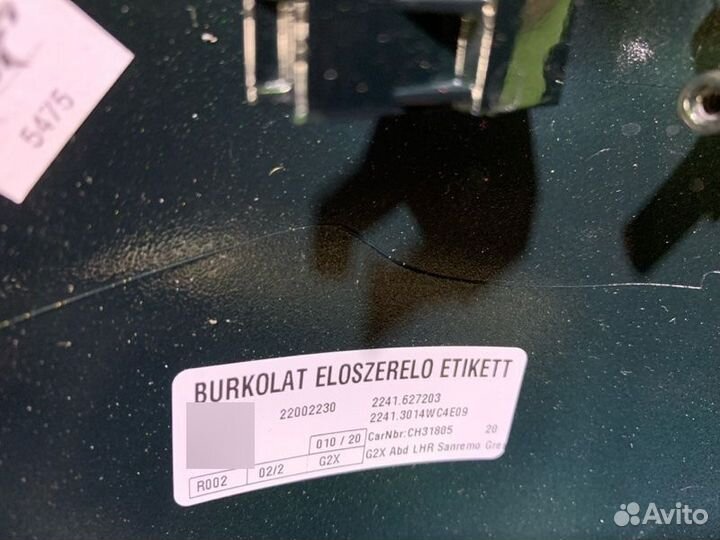 5475
BURKOLAT ELOSZERELO ETIKETT
22002230 2241.627203
2241.3014WC4E09
010 / 20 CarNbr:CH31805 20
R002 02/2 G2X G2X Abd LHR Sanremo Gre
Avito